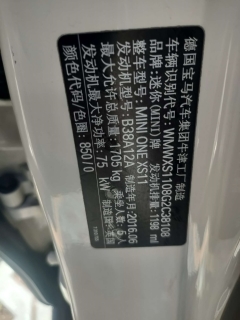 德国宝马汽车集团牛津工厂制造
车辆识别代号: WMWXS1108G2C38108
品牌: 迷你(MINI)牌 发动机排量: 1198 ml
整车型号: MINI ONE XS11
发动机型号: B38A12A 制造年月: 2016.06
最大允许总质量: 1705 kg 乘坐人数: 5人
发动机最大净功率: 75 kW 制造国: 英国
颜色代码/色圈: 850/0